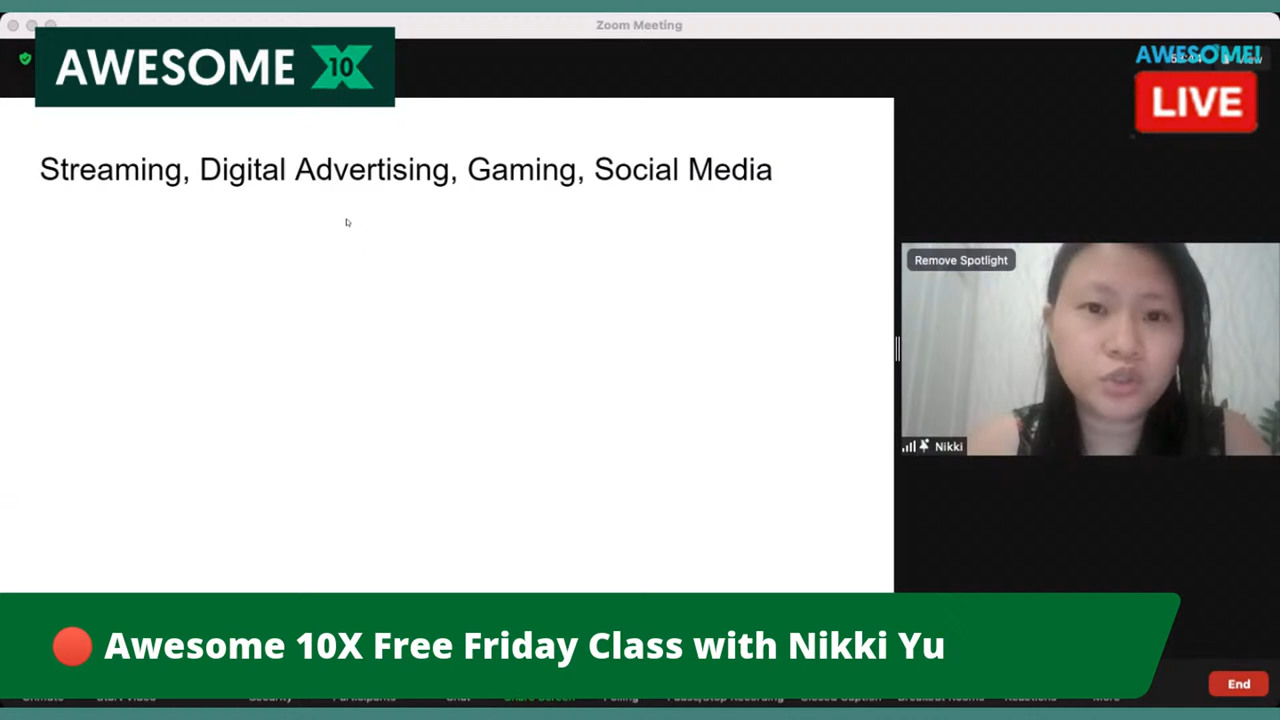 Zoom Meeting
AWESOME 10X
AWESOME!
LIVE
Streaming, Digital Advertising, Gaming, Social Media
Remove Spotlight
Nikki
🔴 Awesome 10X Free Friday Class with Nikki Yu
End